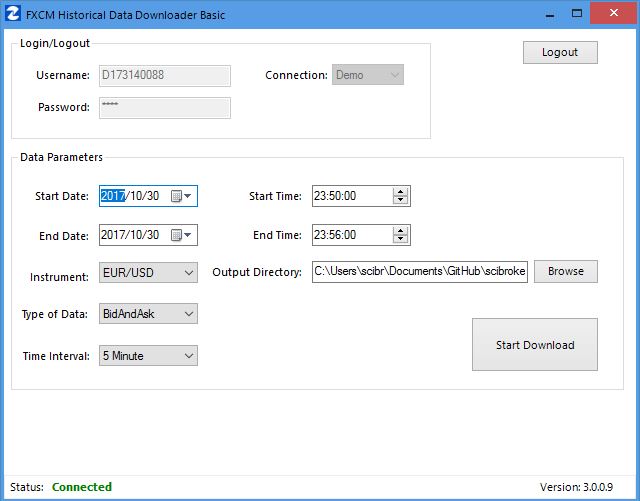 FXCM Historical Data Downloader Basic
Login/Logout
Logout
Username: D173140088 Connection: Demo
Password: ****
Data Parameters
Start Date: 2017/10/30 Start Time: 23:50:00
End Date: 2017/10/30 End Time: 23:56:00
Instrument: EUR/USD Output Directory: C:\Users\scibr\Documents\GitHub\scibroke Browse
Type of Data: BidAndAsk
Start Download
Time Interval: 5 Minute
Status: Connected Version: 3.0.0.9